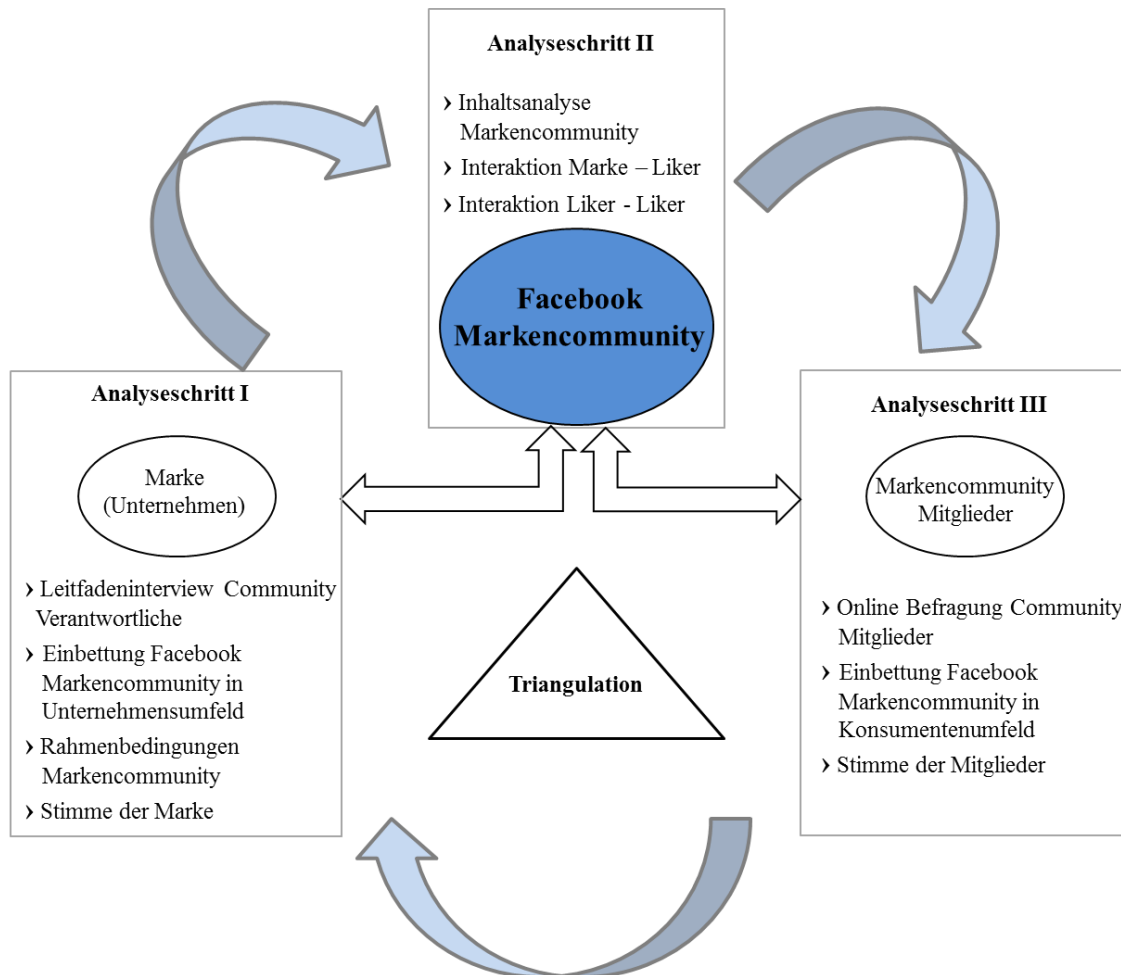 Analyseschritt II
› Inhaltsanalyse
Markencommunity
› Interaktion Marke – Liker
› Interaktion Liker - Liker
Facebook
Markencommunity
Analyseschritt I
Marke
(Unternehmen)
› Leitfadeninterview Community
Verantwortliche
› Einbettung Facebook
Markencommunity in
Unternehmensumfeld
› Rahmenbedingungen
Markencommunity
› Stimme der Marke
Triangulation
Analyseschritt III
Markencommunity
Mitglieder
› Online Befragung Community
Mitglieder
› Einbettung Facebook
Markencommunity in
Konsumentenumfeld
› Stimme der Mitglieder